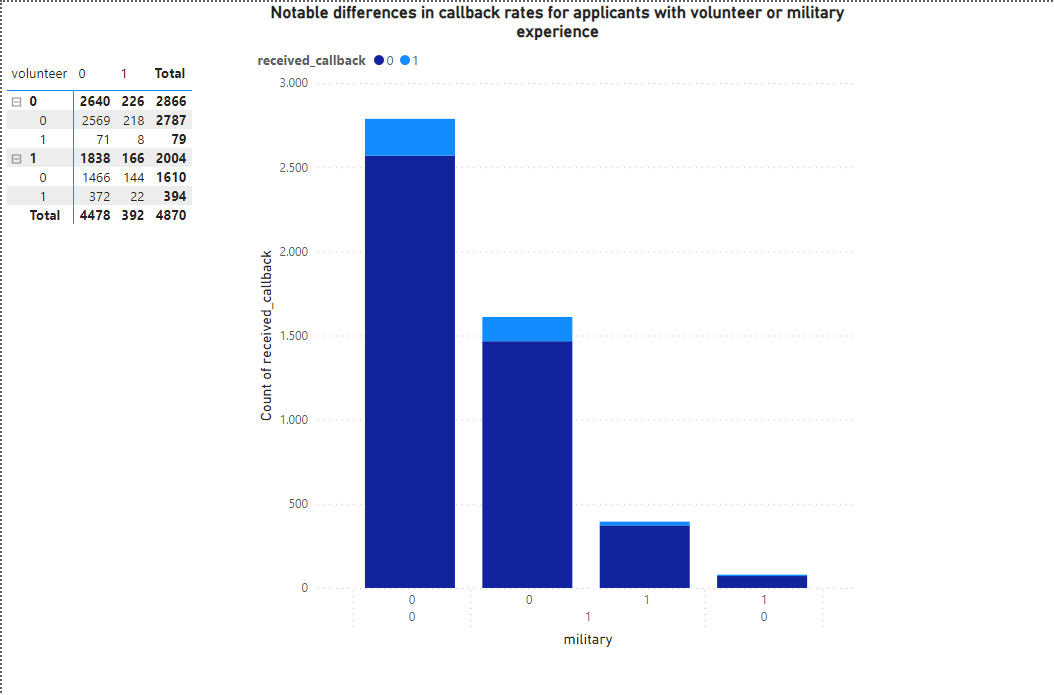 Notable differences in callback rates for applicants with volunteer or military
experience
received_callback 0 1
volunteer 0 1 Total
0 2640 226 2866
0 2569 218 2787
1 71 8 79
1 1838 166 2004
0 1466 144 1610
1 372 22 394
Total 4478 392 4870
Count of received_callback
3.000
2.500
2.000
1.500
1.000
500
0
0 0 1 1
0 1 0
military